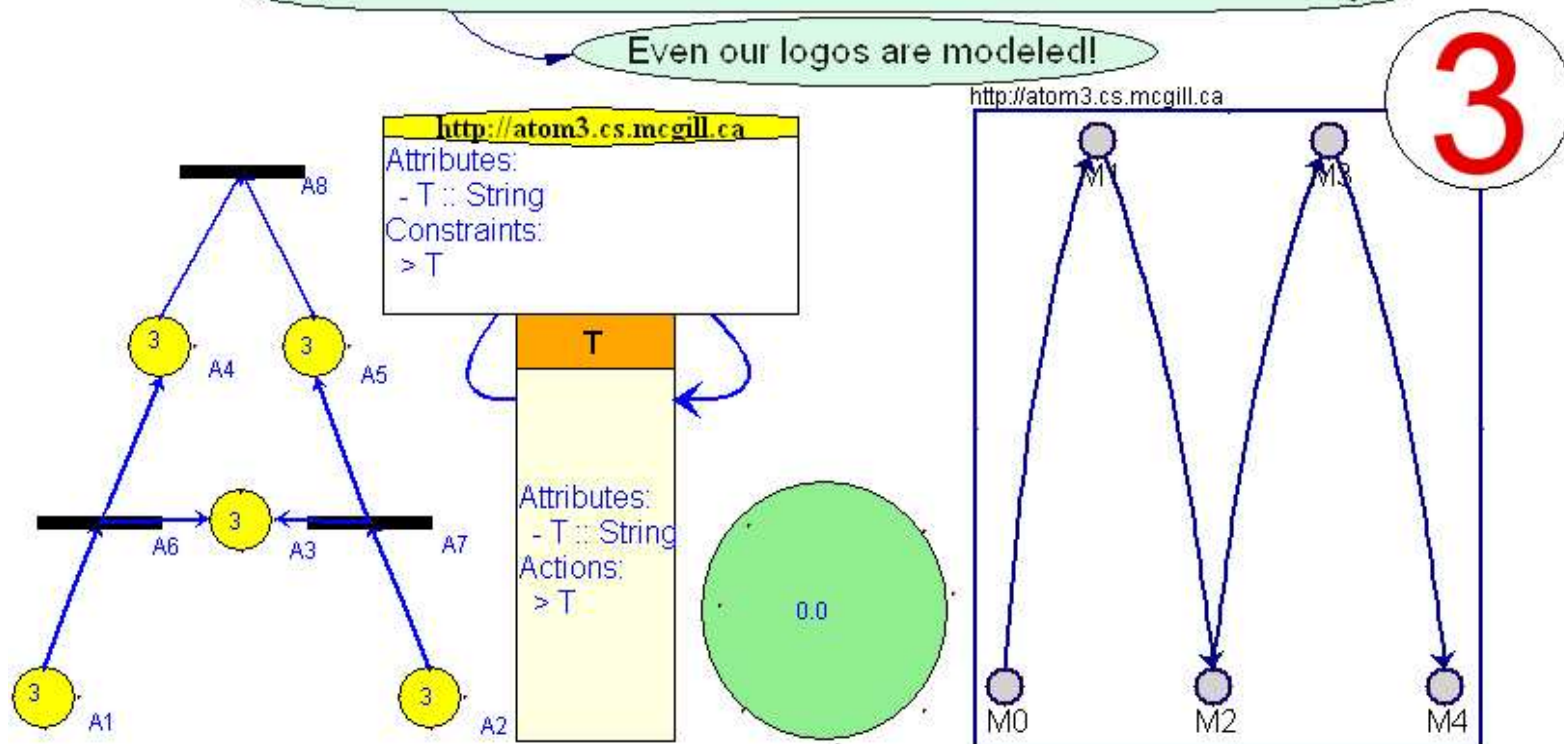 Even our logos are modeled!
http://atom3.cs.mcgill.ca
3
http://atom3.cs.mcgill.ca
Attributes:
- T :: String
Constraints:
> T
A8
M1
M3
T
3
A4
3
A5
Attributes:
- T :: String
Actions:
> T
A6
3
A3
A7
0.0
3
A1
3
A2
M0
M2
M4